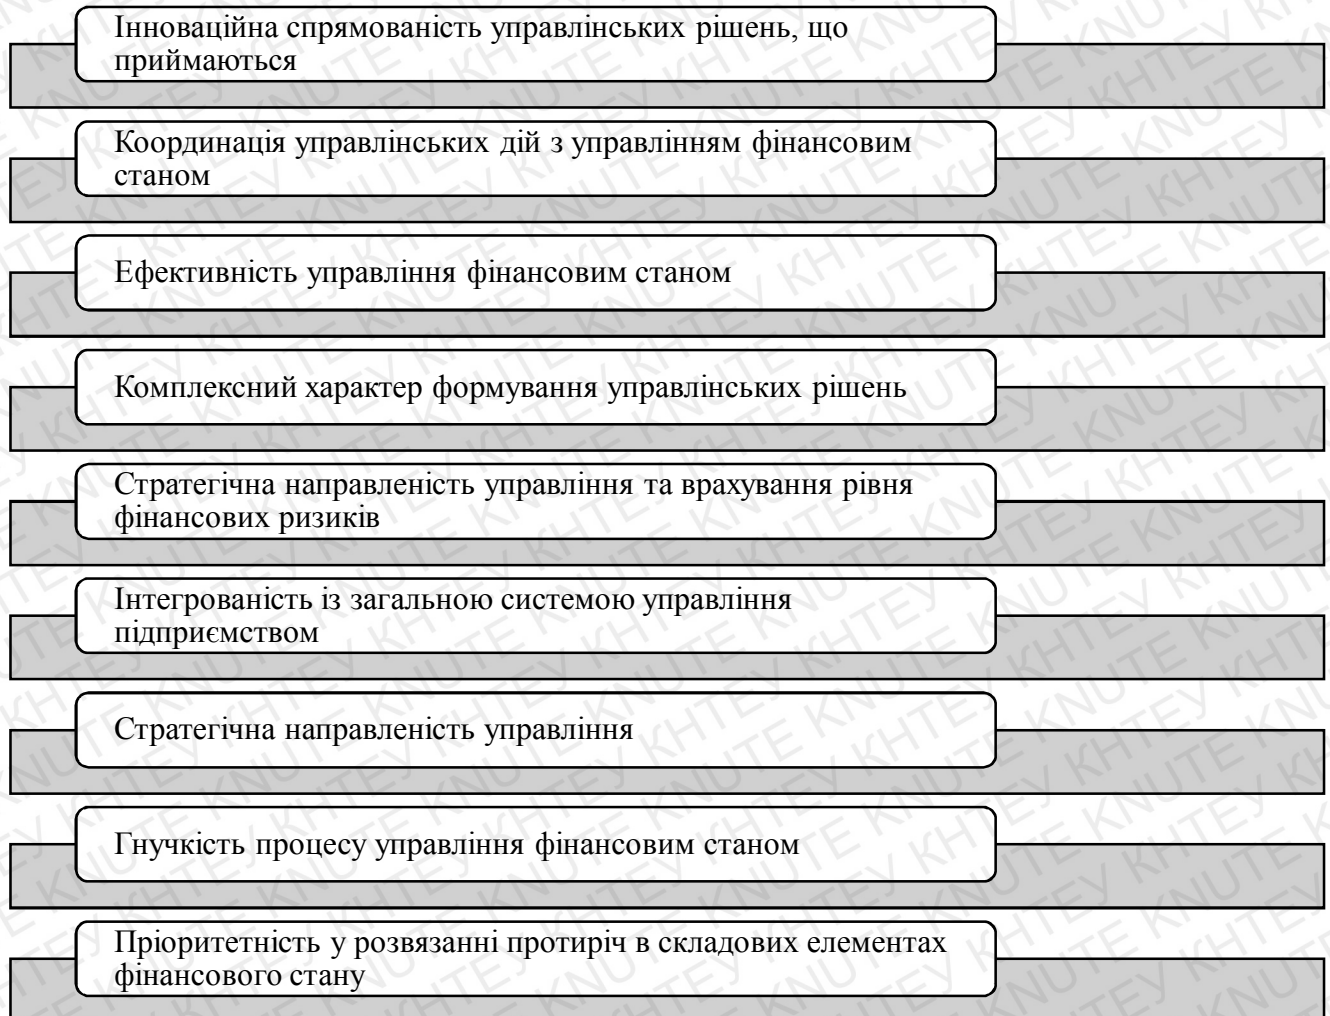 Інноваційна спрямованість управлінських рішень, що
приймаються
Координація управлінських дій з управлінням фінансовим
станом
Ефективність управління фінансовим станом
Комплексний характер формування управлінських рішень
Стратегічна направленість управління та врахування рівня
фінансових ризиків
Інтегрованість із загальною системою управління
підприємством
Стратегічна направленість управління
Гнучкість процесу управління фінансовим станом
Пріоритетність у розвязанні протиріч в складових елементах
фінансового стану